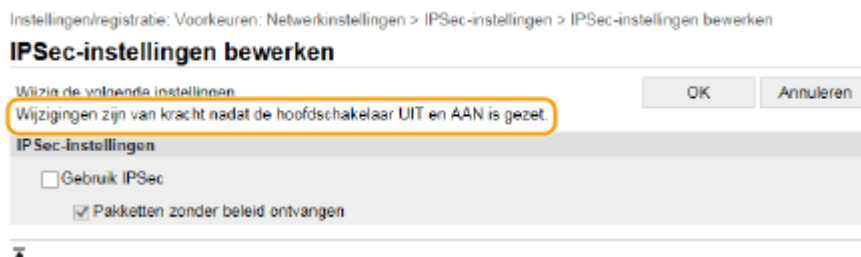 Instellingen/registratie: Voorkeuren: Netwerkinstellingen > IPSec-instellingen > IPSec-instellingen bewerken
IPSec-instellingen bewerken
Wijzig de volgende instellingen
OK
Annuleren
Wijzigingen zijn van kracht nadat de hoofdschakelaar UIT en AAN is gezet.
IPSec-instellingen
Gebruik IPSec
Pakketten zonder beleid ontvangen